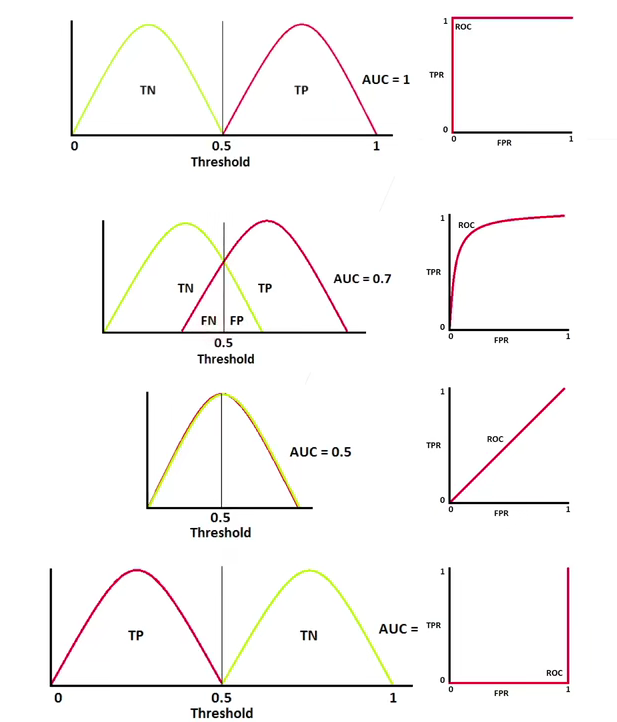 TN
TP
AUC = 1
0
0.5
1
Threshold
1
ROC
TPR
0
FPR
1
TN
TP
FN
FP
AUC = 0.7
0.5
Threshold
1
ROC
TPR
0
0
FPR
1
AUC = 0.5
0.5
Threshold
1
TPR
ROC
0
0
FPR
1
TP
TN
AUC =
0
0.5
1
Threshold
1
TPR
ROC
0
0
FPR
1